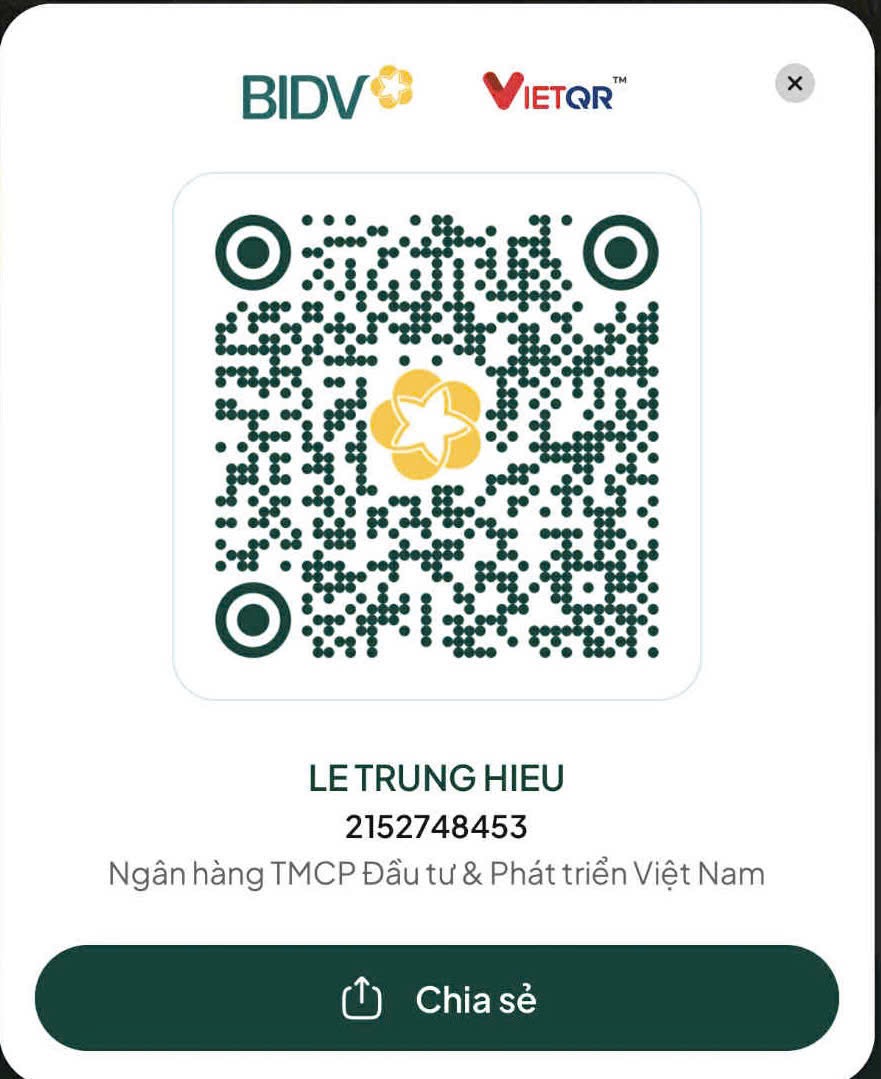 BIDV
VIETQR™
LE TRUNG HIEU
2152748453
Ngân hàng TMCP Đầu tư & Phát triển Việt Nam
Chia sẻ